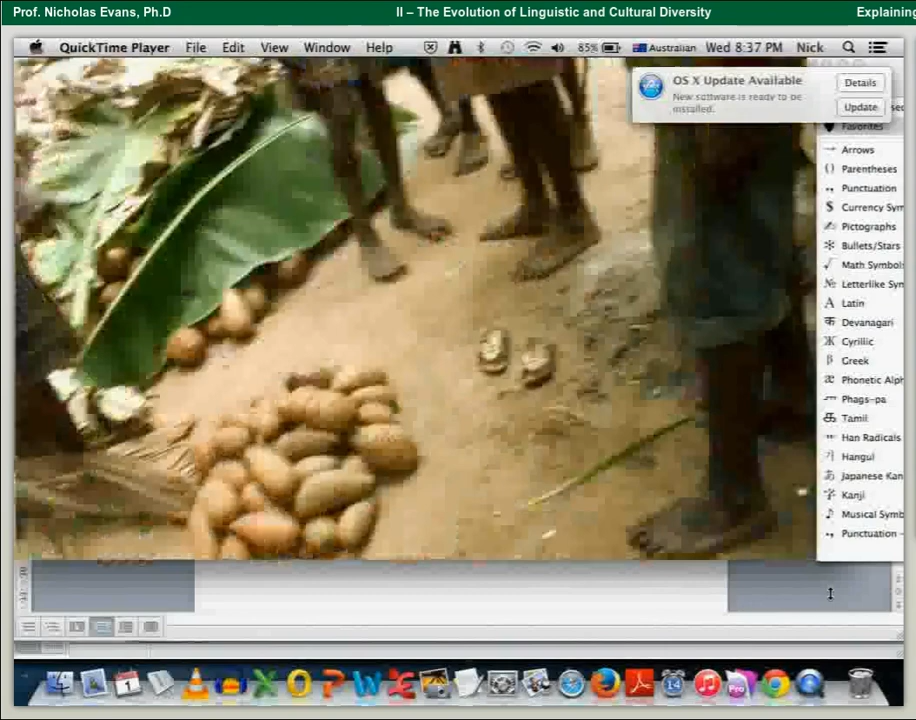 Prof. Nicholas Evans, Ph.D II – The Evolution of Linguistic and Cultural Diversity Explaining
QuickTime Player File Edit View Window Help 85% Australian Wed 8:37 PM Nick
OS X Update Available
New software is ready to be
installed.
Details
Update
Favorites
Arrows
Parentheses
Punctuation
Currency Sym
Pictographs
Bullets/Stars
Math Symbols
Letterlike Sym
Latin
Devanagari
Cyrillic
Greek
Phonetic Alph
Phags-pa
Tamil
Han Radicals
Hangul
Japanese Kan
Kanji
Musical Symb
Punctuation –